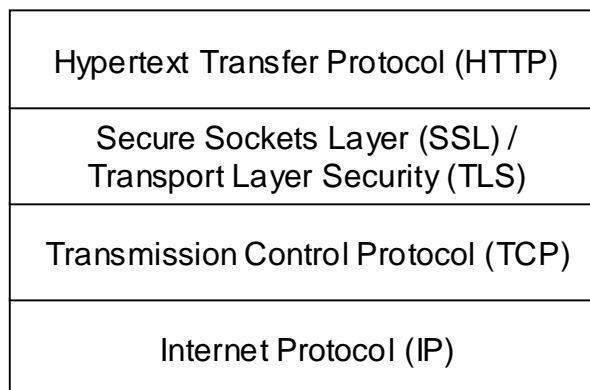 Hypertext Transfer Protocol (HTTP)
Secure Sockets Layer (SSL) /
Transport Layer Security (TLS)
Transmission Control Protocol (TCP)
Internet Protocol (IP)